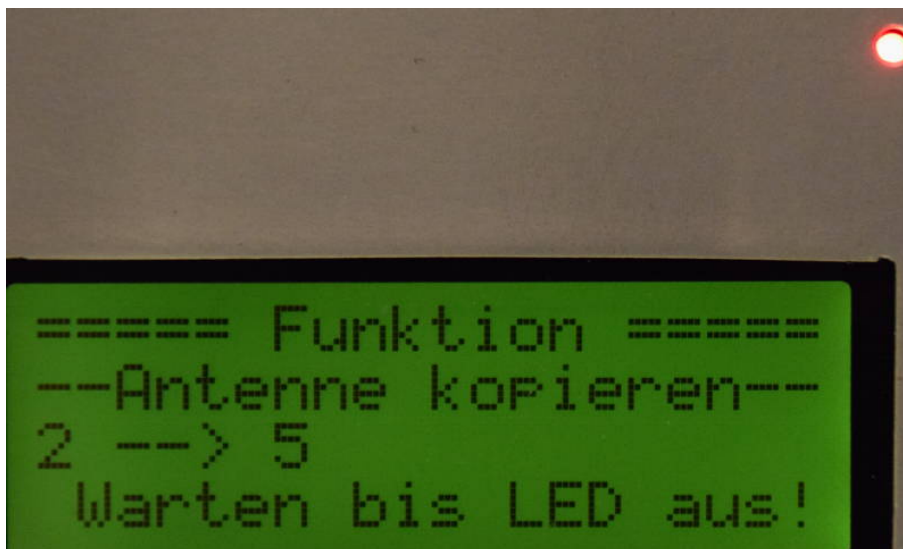 ===== Funktion =====
--Antenne kopieren--
2 --> 5
Warten bis LED aus!